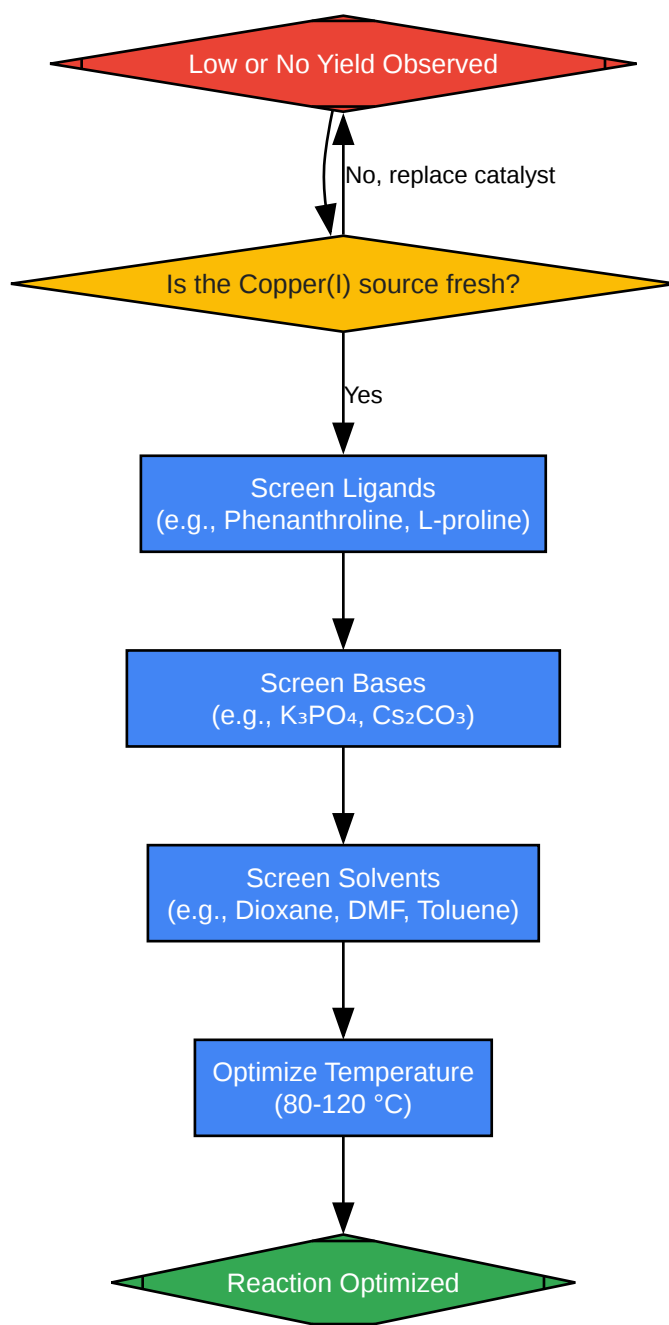 Low or No Yield Observed
No, replace catalyst
Is the Copper(I) source fresh?
Yes
Screen Ligands
(e.g., Phenanthroline, L-proline)
Screen Bases
(e.g., K₃PO₄, Cs₂CO₃)
Screen Solvents
(e.g., Dioxane, DMF, Toluene)
Optimize Temperature
(80-120 °C)
Reaction Optimized